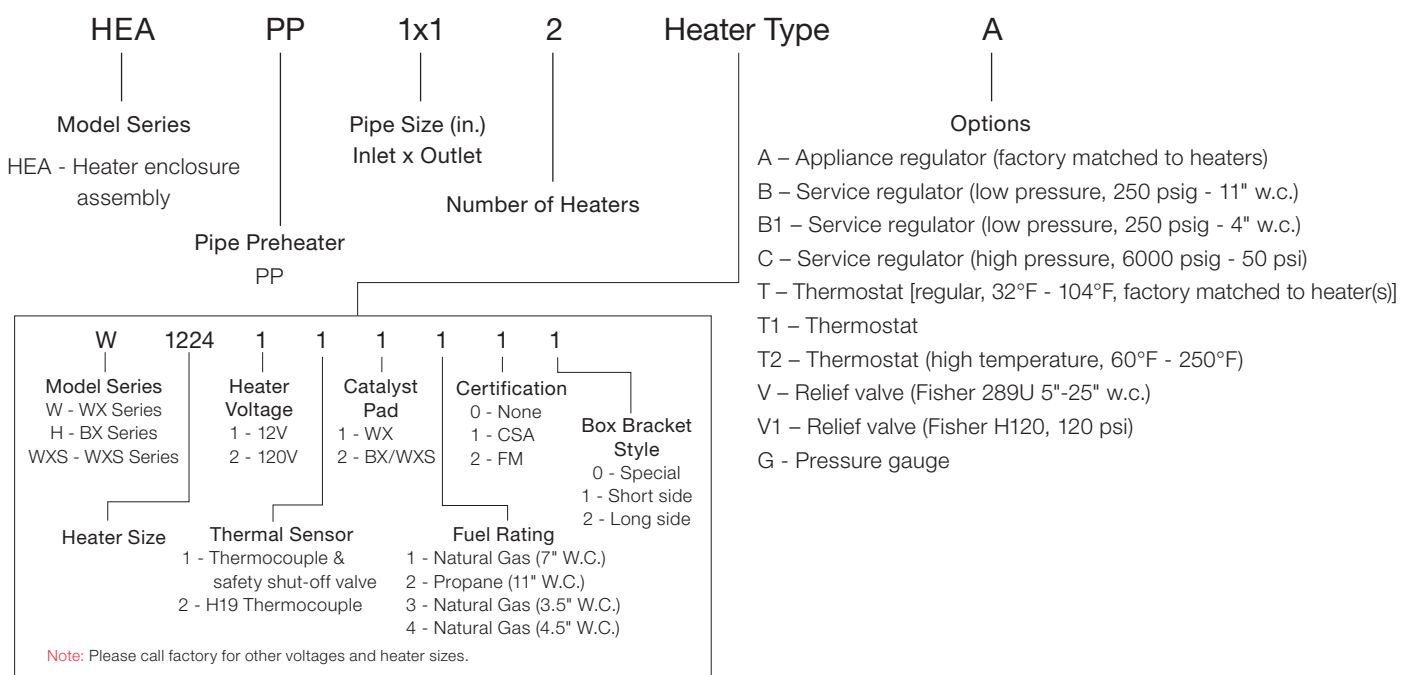 HEA PP 1x1 2 Heater Type A
Model Series
HEA - Heater enclosure
assembly
Pipe Preheater
PP
Pipe Size (in.)
Inlet x Outlet
Number of Heaters
Options
A – Appliance regulator (factory matched to heaters)
B – Service regulator (low pressure, 250 psig - 11" w.c.)
B1 – Service regulator (low pressure, 250 psig - 4" w.c.)
C – Service regulator (high pressure, 6000 psig - 50 psi)
T – Thermostat [regular, 32°F - 104°F, factory matched to heater(s)]
T1 – Thermostat
T2 – Thermostat (high temperature, 60°F - 250°F)
V – Relief valve (Fisher 289U 5"-25" w.c.)
V1 – Relief valve (Fisher H120, 120 psi)
G - Pressure gauge
W 1224 1 1 1 1 1 1
Model Series
W - WX Series
H - BX Series
WXS - WXS Series
Heater Size
Heater
Voltage
1 - 12V
2 - 120V
Thermal Sensor
1 - Thermocouple &
safety shut-off valve
2 - H19 Thermocouple
Catalyst
Pad
1 - WX
2 - BX/WXS
Fuel Rating
1 - Natural Gas (7" W.C.)
2 - Propane (11" W.C.)
3 - Natural Gas (3.5" W.C.)
4 - Natural Gas (4.5" W.C.)
Certification
0 - None
1 - CSA
2 - FM
Box Bracket
Style
0 - Special
1 - Short side
2 - Long side
Note: Please call factory for other voltages and heater sizes.